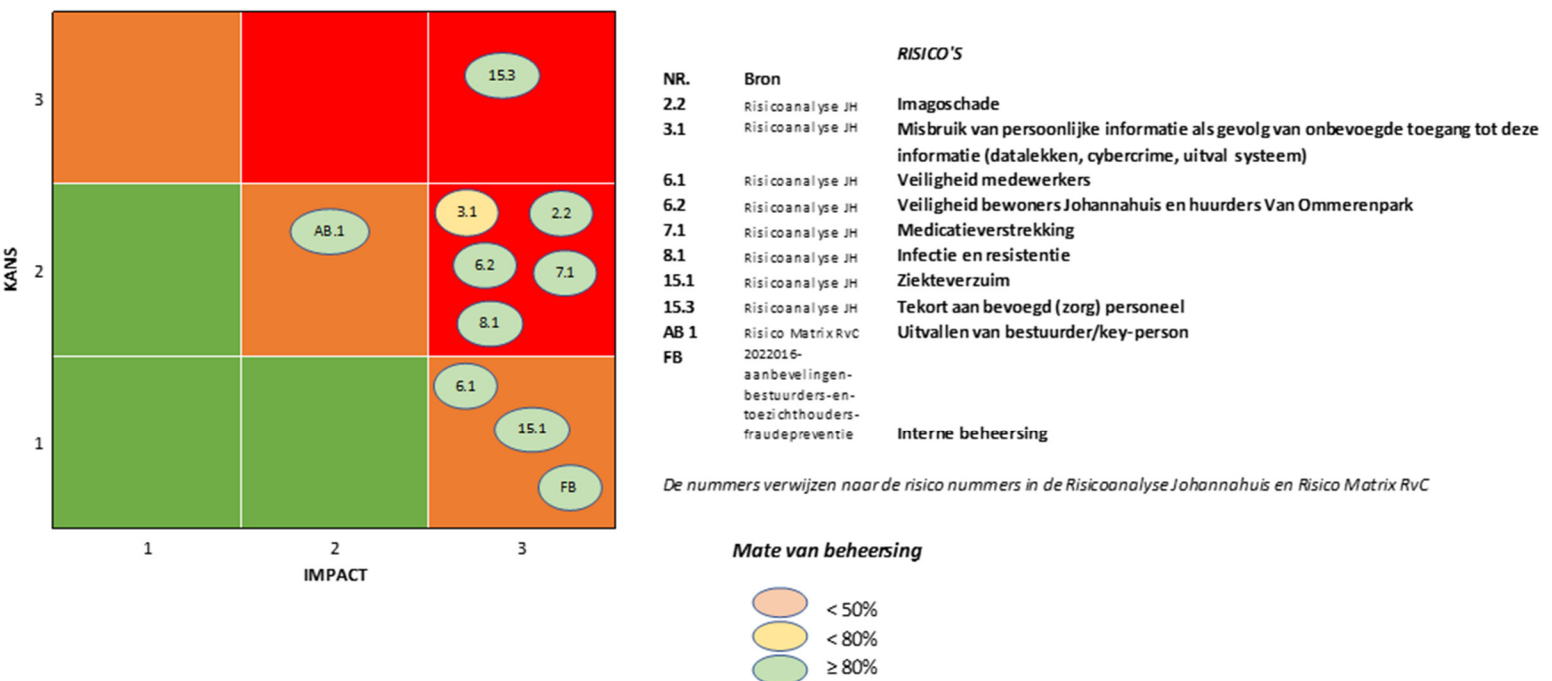 KANS
3
2
1
15.3
AB.1
3.1
2.2
6.2
7.1
8.1
6.1
15.1
FB
1
2
3
IMPACT
RISICO'S
NR. Bron
2.2 Risicoanalyse JH Imagoschade
3.1 Risicoanalyse JH Misbruik van persoonlijke informatie als gevolg van onbevoegde toegang tot deze
informatie (datalekken, cybercrime, uitval systeem)
6.1 Risicoanalyse JH Veiligheid medewerkers
6.2 Risicoanalyse JH Veiligheid bewoners Johannahuis en huurders Van Ommerenpark
7.1 Risicoanalyse JH Medicatieverstrekking
8.1 Risicoanalyse JH Infectie en resistentie
15.1 Risicoanalyse JH Ziekteverzuim
15.3 Risicoanalyse JH Tekort aan bevoegd (zorg) personeel
AB 1 Risico Matrix RvC Uitvallen van bestuurder/key-person
FB 2022016-
aanbevelingen-
bestuurders-en-
toezichthouders-
fraudepreventie Interne beheersing
De nummers verwijzen naar de risico nummers in de Risicoanalyse Johannahuis en Risico Matrix RvC
Mate van beheersing
< 50%
< 80%
≥ 80%